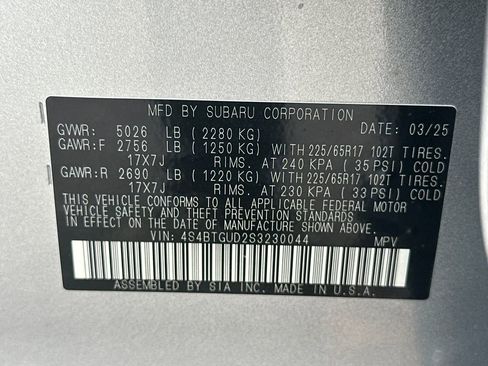 MFD BY SUBARU CORPORATION
GVWR: 5026 LB ( 2280 KG) DATE: 03/25
GAWR:F 2756 LB ( 1250 KG) WITH 225/65R17 102T TIRES.
17X7J RIMS. AT 240 KPA ( 35 PSI) COLD
GAWR:R 2690 LB ( 1220 KG) WITH 225/65R17 102T TIRES.
17X7J RIMS. AT 230 KPA ( 33 PSI) COLD
THIS VEHICLE CONFORMS TO ALL APPLICABLE FEDERAL MOTOR
VEHICLE SAFETY AND THEFT PREVENTION STANDARDS IN EFFECT
ON THE DATE OF MANUFACTURE SHOWN ABOVE.
VIN: 4S4BTGUD2S3230044 MPV
ASSEMBLED BY SIA INC. MADE IN U.S.A.